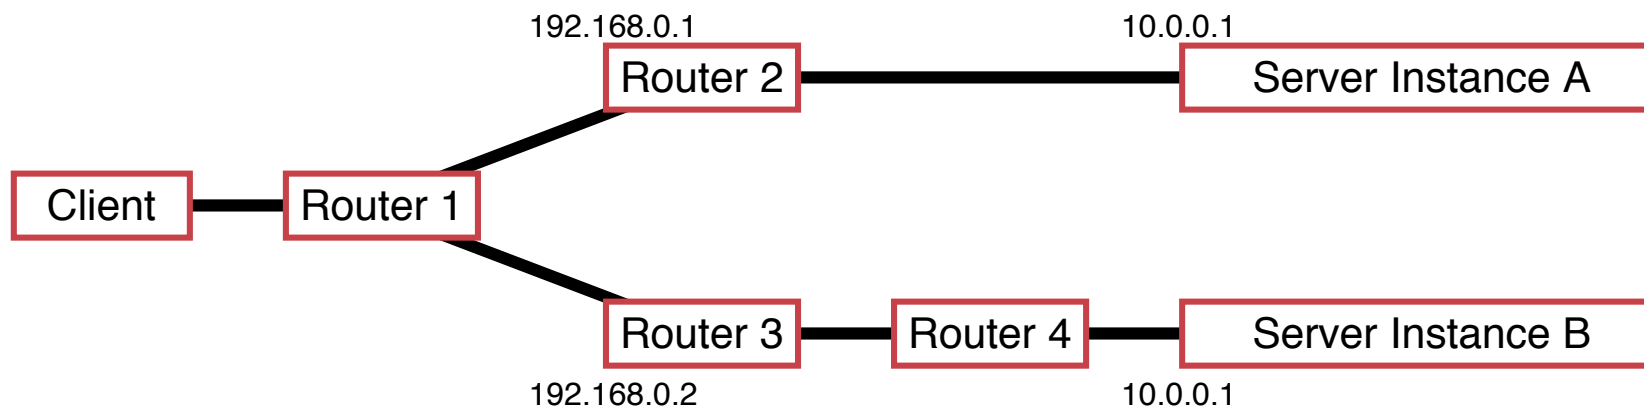 192.168.0.1
10.0.0.1
Router 2
Server Instance A
Client
Router 1
Router 3
Router 4
Server Instance B
192.168.0.2
10.0.0.1